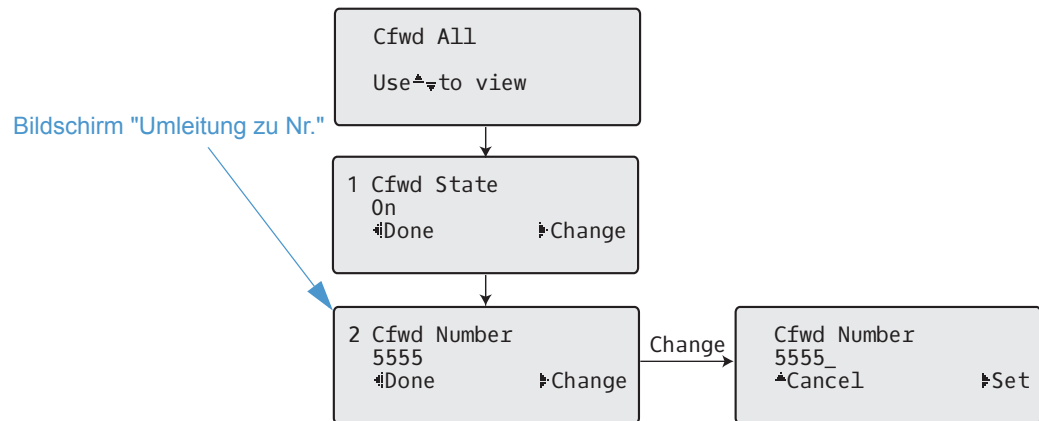 Cfwd All
Use to view
Bildschirm "Umleitung zu Nr."
1 Cfwd State
On
Done Change
2 Cfwd Number
5555
Done Change
Change
Cfwd Number
5555_
Cancel Set